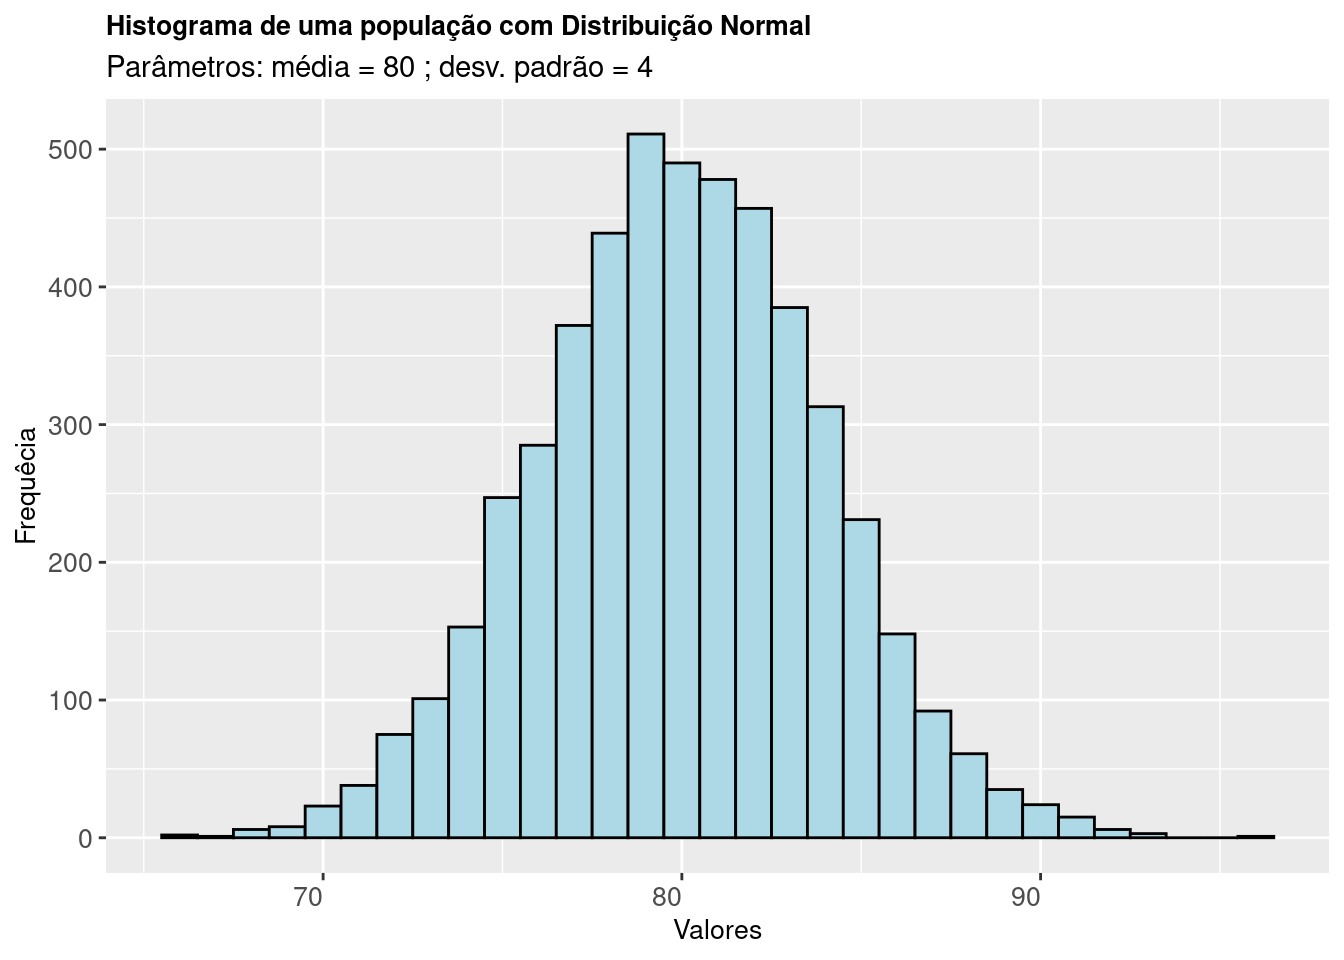 Histograma de uma população com Distribuição Normal
Parâmetros: média = 80 ; desv. padrão = 4
500
400
300
200
100
0
Frequêcia
70 80 90
Valores